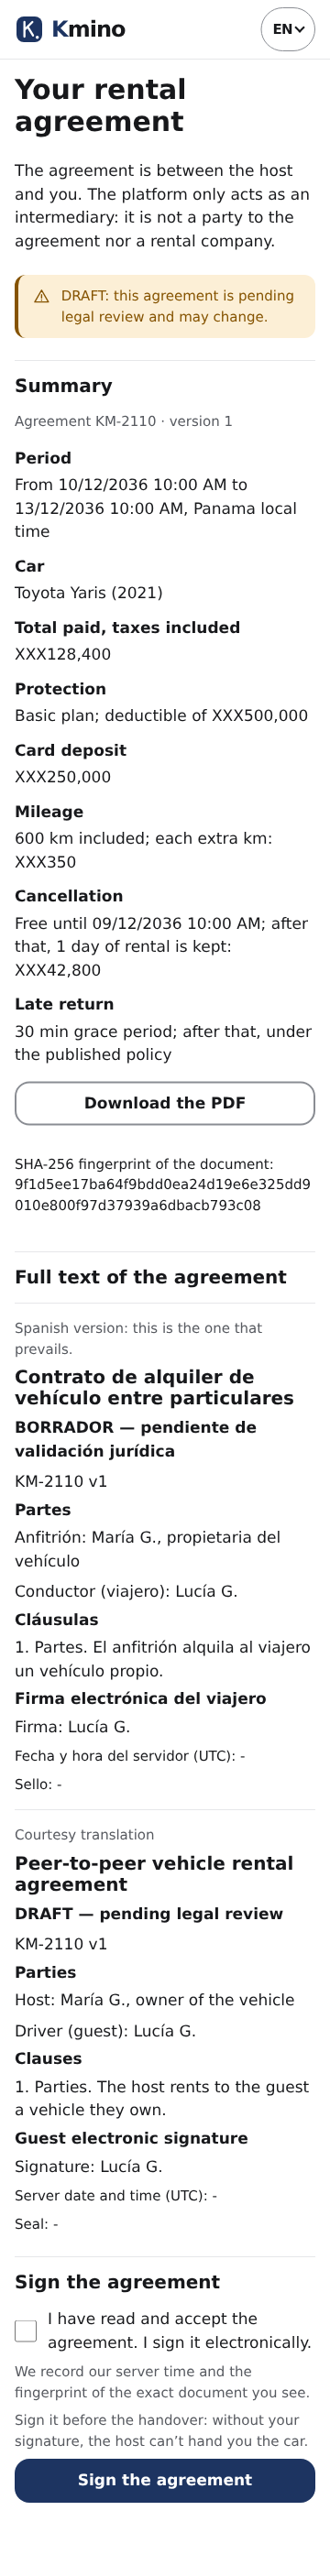 Kmino
EN
Your rental
agreement
The agreement is between the host
and you. The platform only acts as an
intermediary: it is not a party to the
agreement nor a rental company.
DRAFT: this agreement is pending
legal review and may change.
Summary
Agreement KM-2110 · version 1
Period
From 10/12/2036 10:00 AM to
13/12/2036 10:00 AM, Panama local
time
Car
Toyota Yaris (2021)
Total paid, taxes included
XXX128,400
Protection
Basic plan; deductible of XXX500,000
Card deposit
XXX250,000
Mileage
600 km included; each extra km:
XXX350
Cancellation
Free until 09/12/2036 10:00 AM; after
that, 1 day of rental is kept:
XXX42,800
Late return
30 min grace period; after that, under
the published policy
Download the PDF
SHA-256 fingerprint of the document:
9f1d5ee17ba64f9bdd0ea24d19e6e325dd9
010e800f97d37939a6dbacb793c08
Full text of the agreement
Spanish version: this is the one that
prevails.
Contrato de alquiler de
vehículo entre particulares
BORRADOR — pendiente de
validación jurídica
KM-2110 v1
Partes
Anfitrión: María G., propietaria del
vehículo
Conductor (viajero): Lucía G.
Cláusulas
1. Partes. El anfitrión alquila al viajero
un vehículo propio.
Firma electrónica del viajero
Firma: Lucía G.
Fecha y hora del servidor (UTC): -
Sello: -
Courtesy translation
Peer-to-peer vehicle rental
agreement
DRAFT — pending legal review
KM-2110 v1
Parties
Host: María G., owner of the vehicle
Driver (guest): Lucía G.
Clauses
1. Parties. The host rents to the guest
a vehicle they own.
Guest electronic signature
Signature: Lucía G.
Server date and time (UTC): -
Seal: -
Sign the agreement
I have read and accept the
agreement. I sign it electronically.
We record our server time and the
fingerprint of the exact document you see.
Sign it before the handover: without your
signature, the host can’t hand you the car.
Sign the agreement